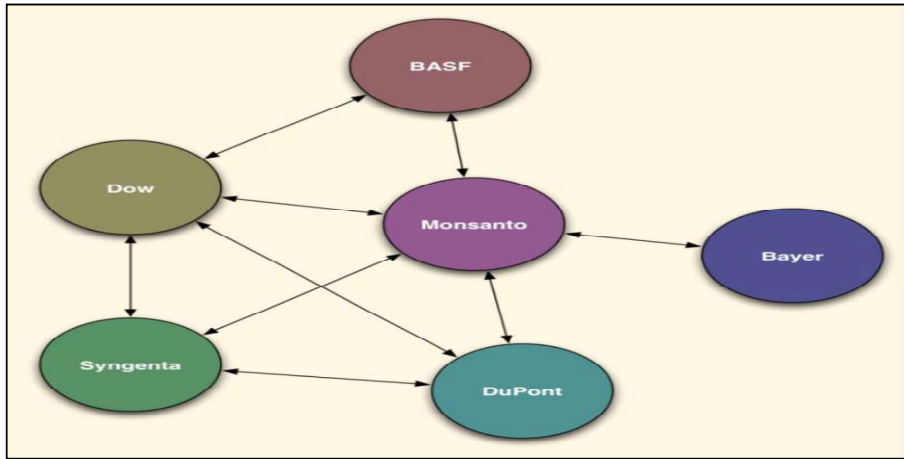 BASF
Dow
Monsanto
Bayer
Syngenta
DuPont